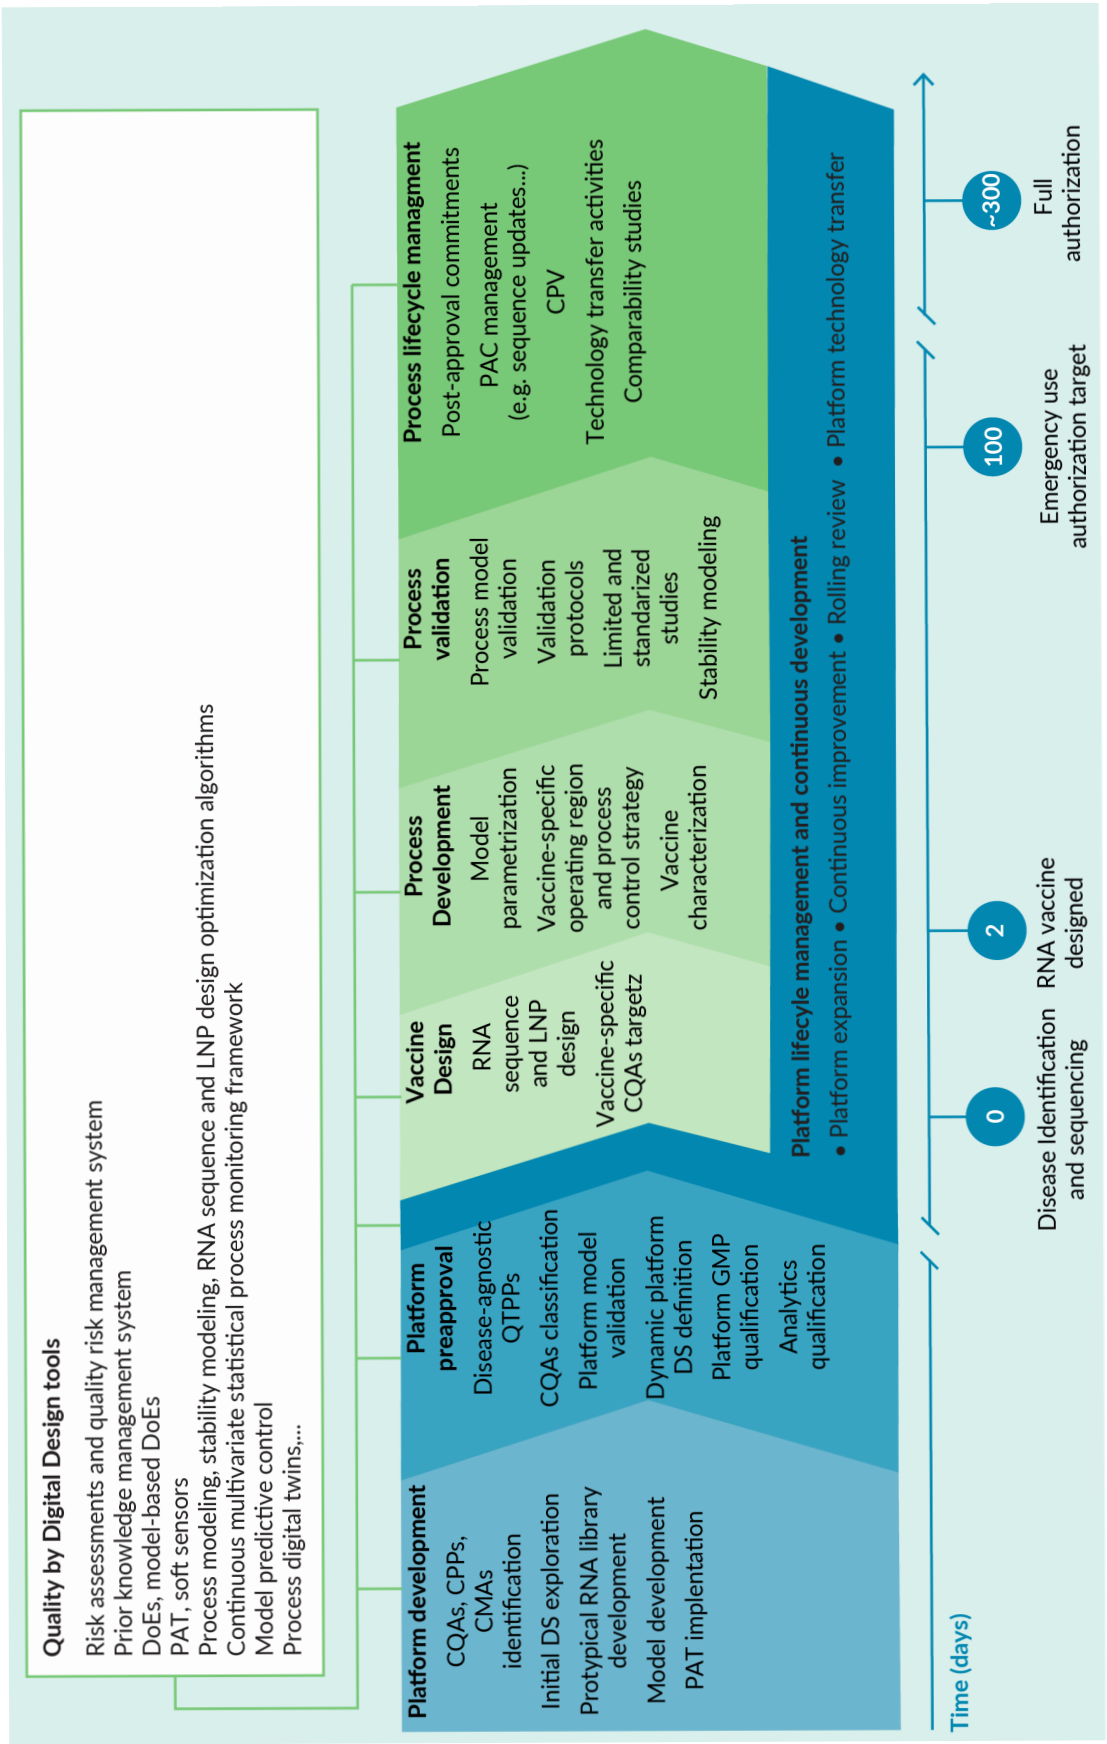 Quality by Digital Design tools
Risk assessments and quality risk management system
Prior knowledge management system
DoEs, model-based DoEs
PAT, soft sensors
Process modeling, stability modeling, RNA sequence and LNP design optimization algorithms
Continuous multivariate statistical process monitoring framework
Model predictive control
Process digital twins,...
Platform development
CQAs, CPPs,
CMAs
identification
Initial DS exploration
Protypical RNA library
development
Model development
PAT implentation
Platform
preapproval
Disease-agnostic
QTPPs
CQAs classification
Platform model
validation
Dynamic platform
DS definition
Platform GMP
qualification
Analytics
qualification
Vaccine
Design
RNA
sequence
and LNP
design
Vaccine-specific
CQAs targetz
Process
Development
Model
parametrization
Vaccine-specific
operating region
and process
control strategy
Vaccine
characterization
Process
validation
Process model
validation
Validation
protocols
Limited and
standarized
studies
Stability modeling
Process lifecycle managment
Post-approval commitments
PAC management
(e.g. sequence updates...)
CPV
Technology transfer activities
Comparability studies
Platform lifecyle management and continuous development
• Platform expansion • Continuous improvement • Rolling review • Platform technology transfer
Time (days)
0
Disease Identification
and sequencing
2
RNA vaccine
designed
100
Emergency use
authorization target
~300
Full
authorization